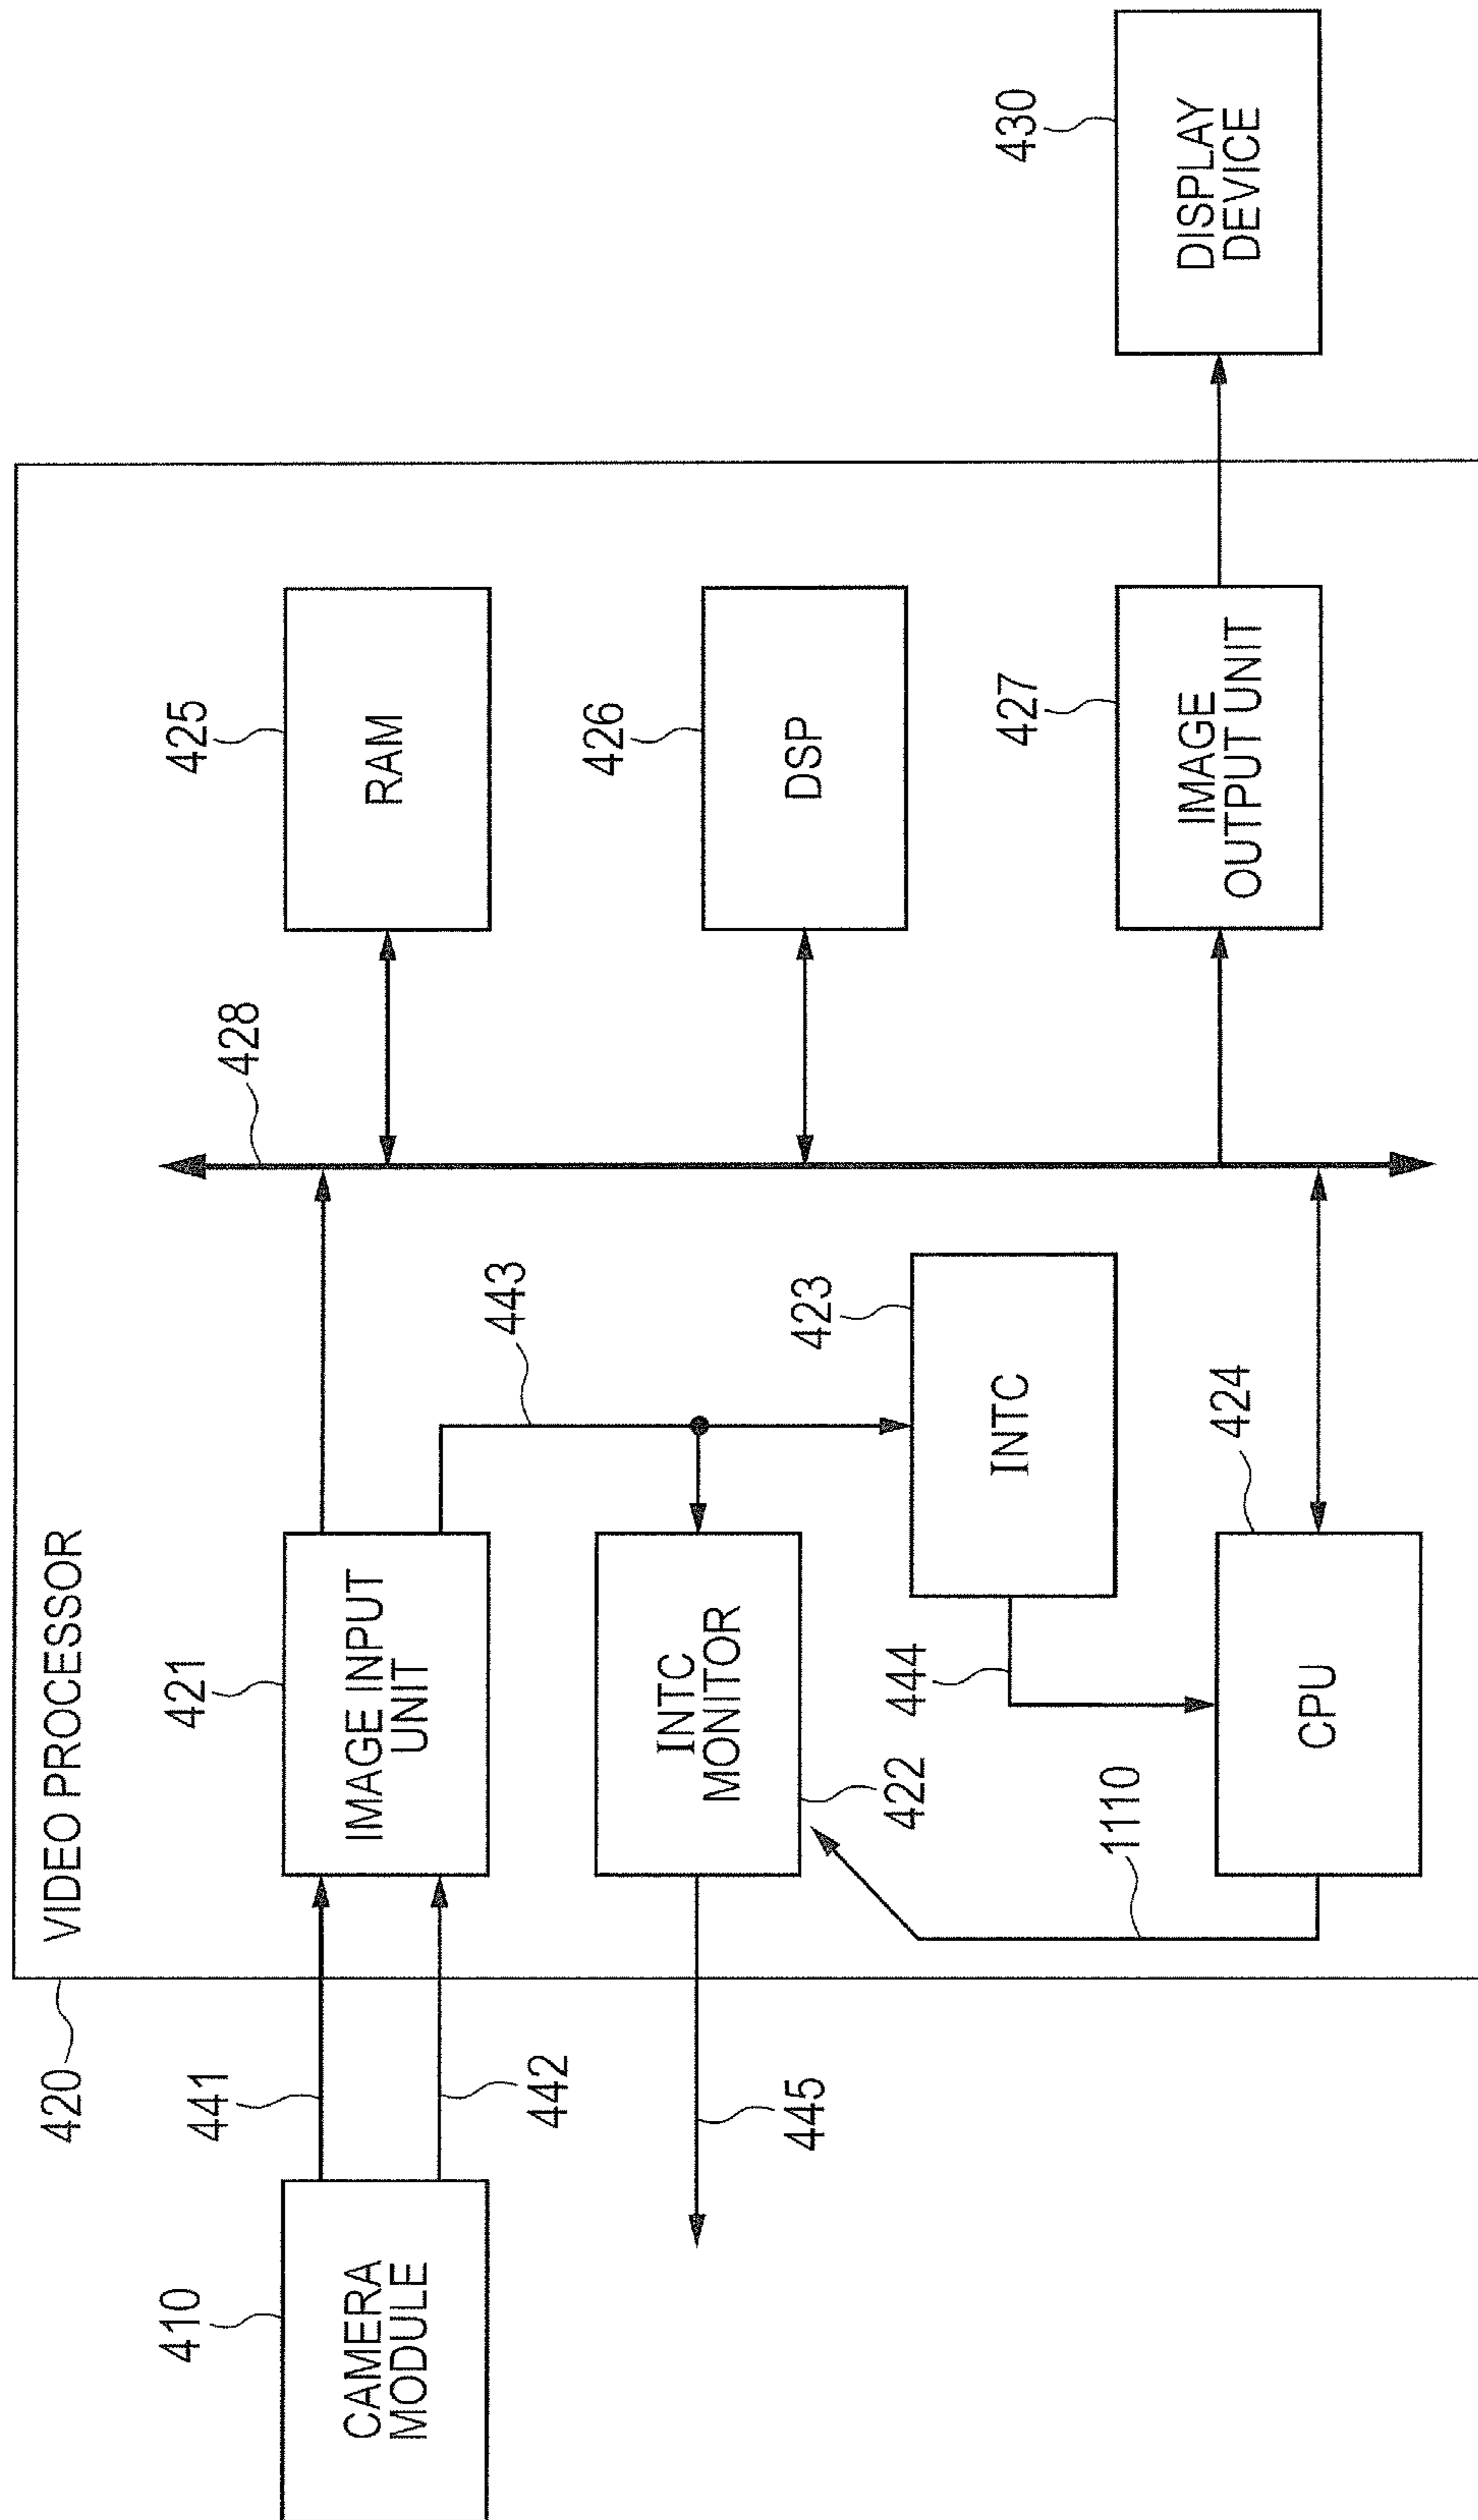 420
VIDEO PROCESSOR
410
CAMERA
MODULE
441
442
421
IMAGE INPUT
UNIT
428
425
RAM
443
445
INTC
MONITOR
422
426
DSP
423
INTC
444
1110
424
CPU
427
IMAGE
OUTPUT UNIT
430
DISPLAY
DEVICE